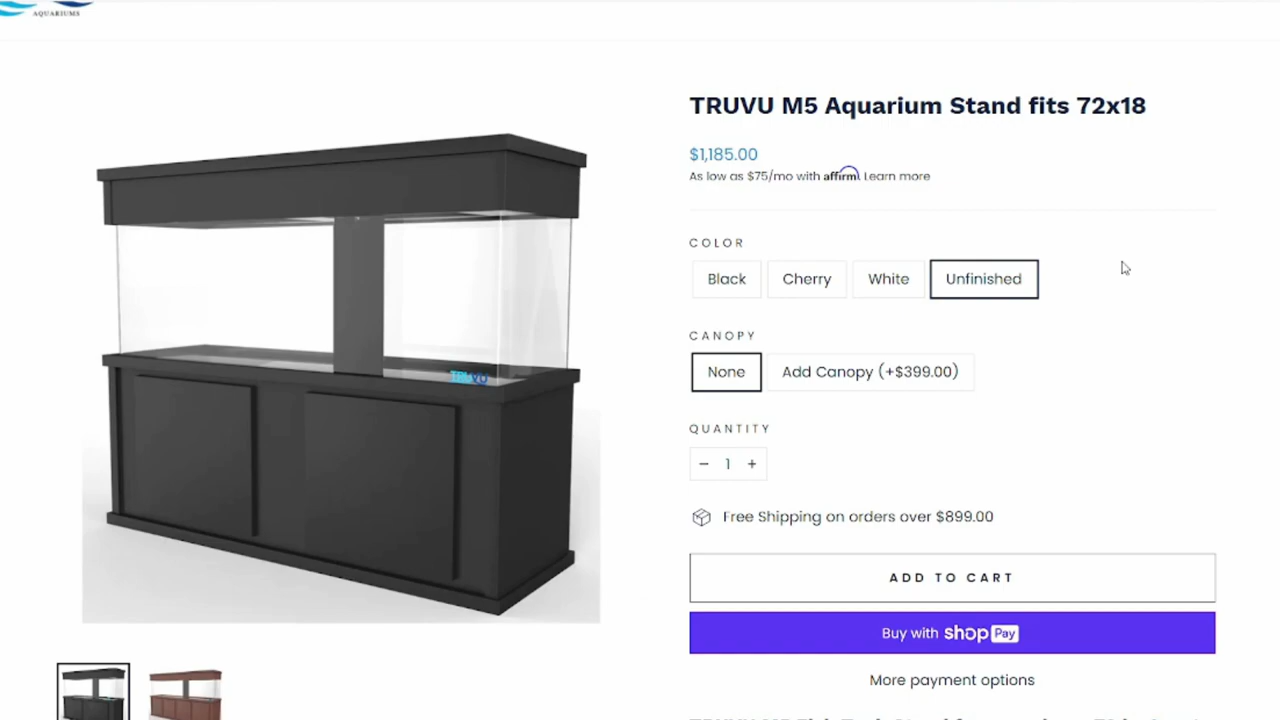 AQUARIUMS
TRUVU M5 Aquarium Stand fits 72x18
$1,185.00
As low as $75/mo with affirm. Learn more
COLOR
Black Cherry White Unfinished
CANOPY
None Add Canopy (+$399.00)
QUANTITY
− 1 +
Free Shipping on orders over $899.00
ADD TO CART
Buy with shop Pay
More payment options
TRUVU